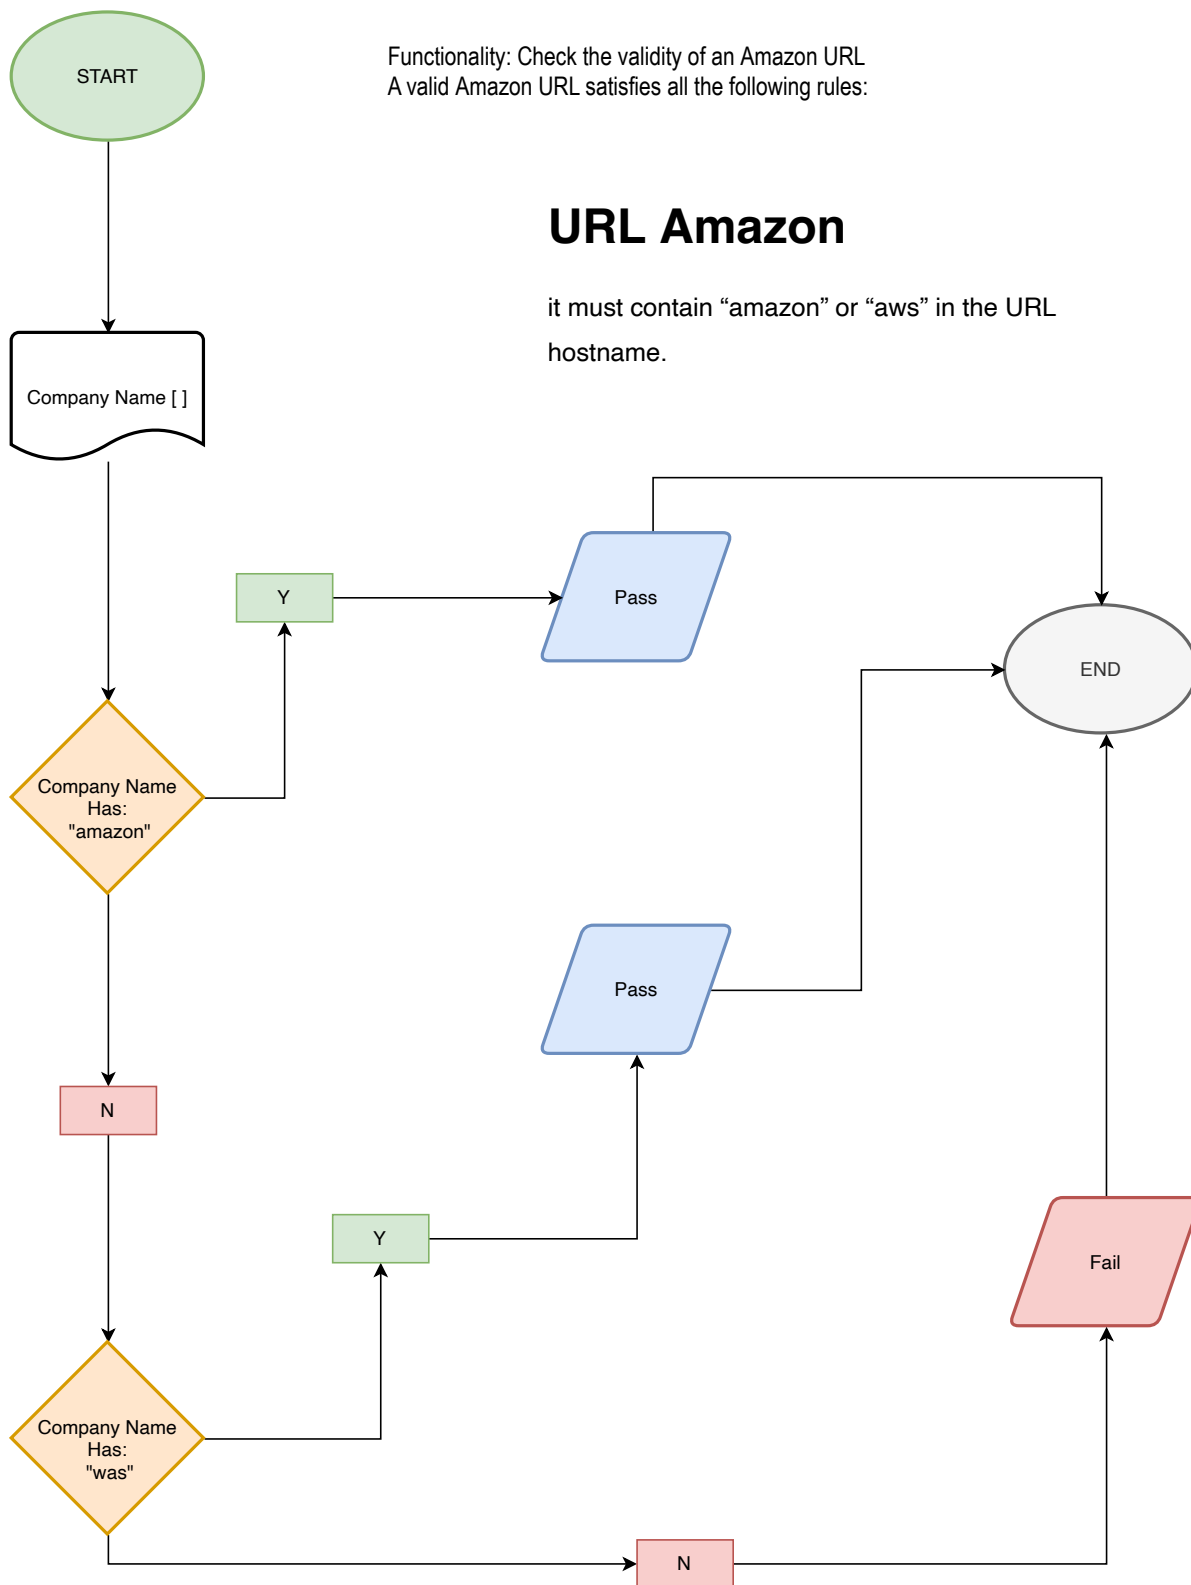 START
Functionality: Check the validity of an Amazon URL
A valid Amazon URL satisfies all the following rules:
URL Amazon
it must contain “amazon” or “aws” in the URL
hostname.
Company Name [ ]
Y
Pass
END
Company Name
Has:
"amazon"
Pass
N
Y
Fail
Company Name
Has:
"was"
N